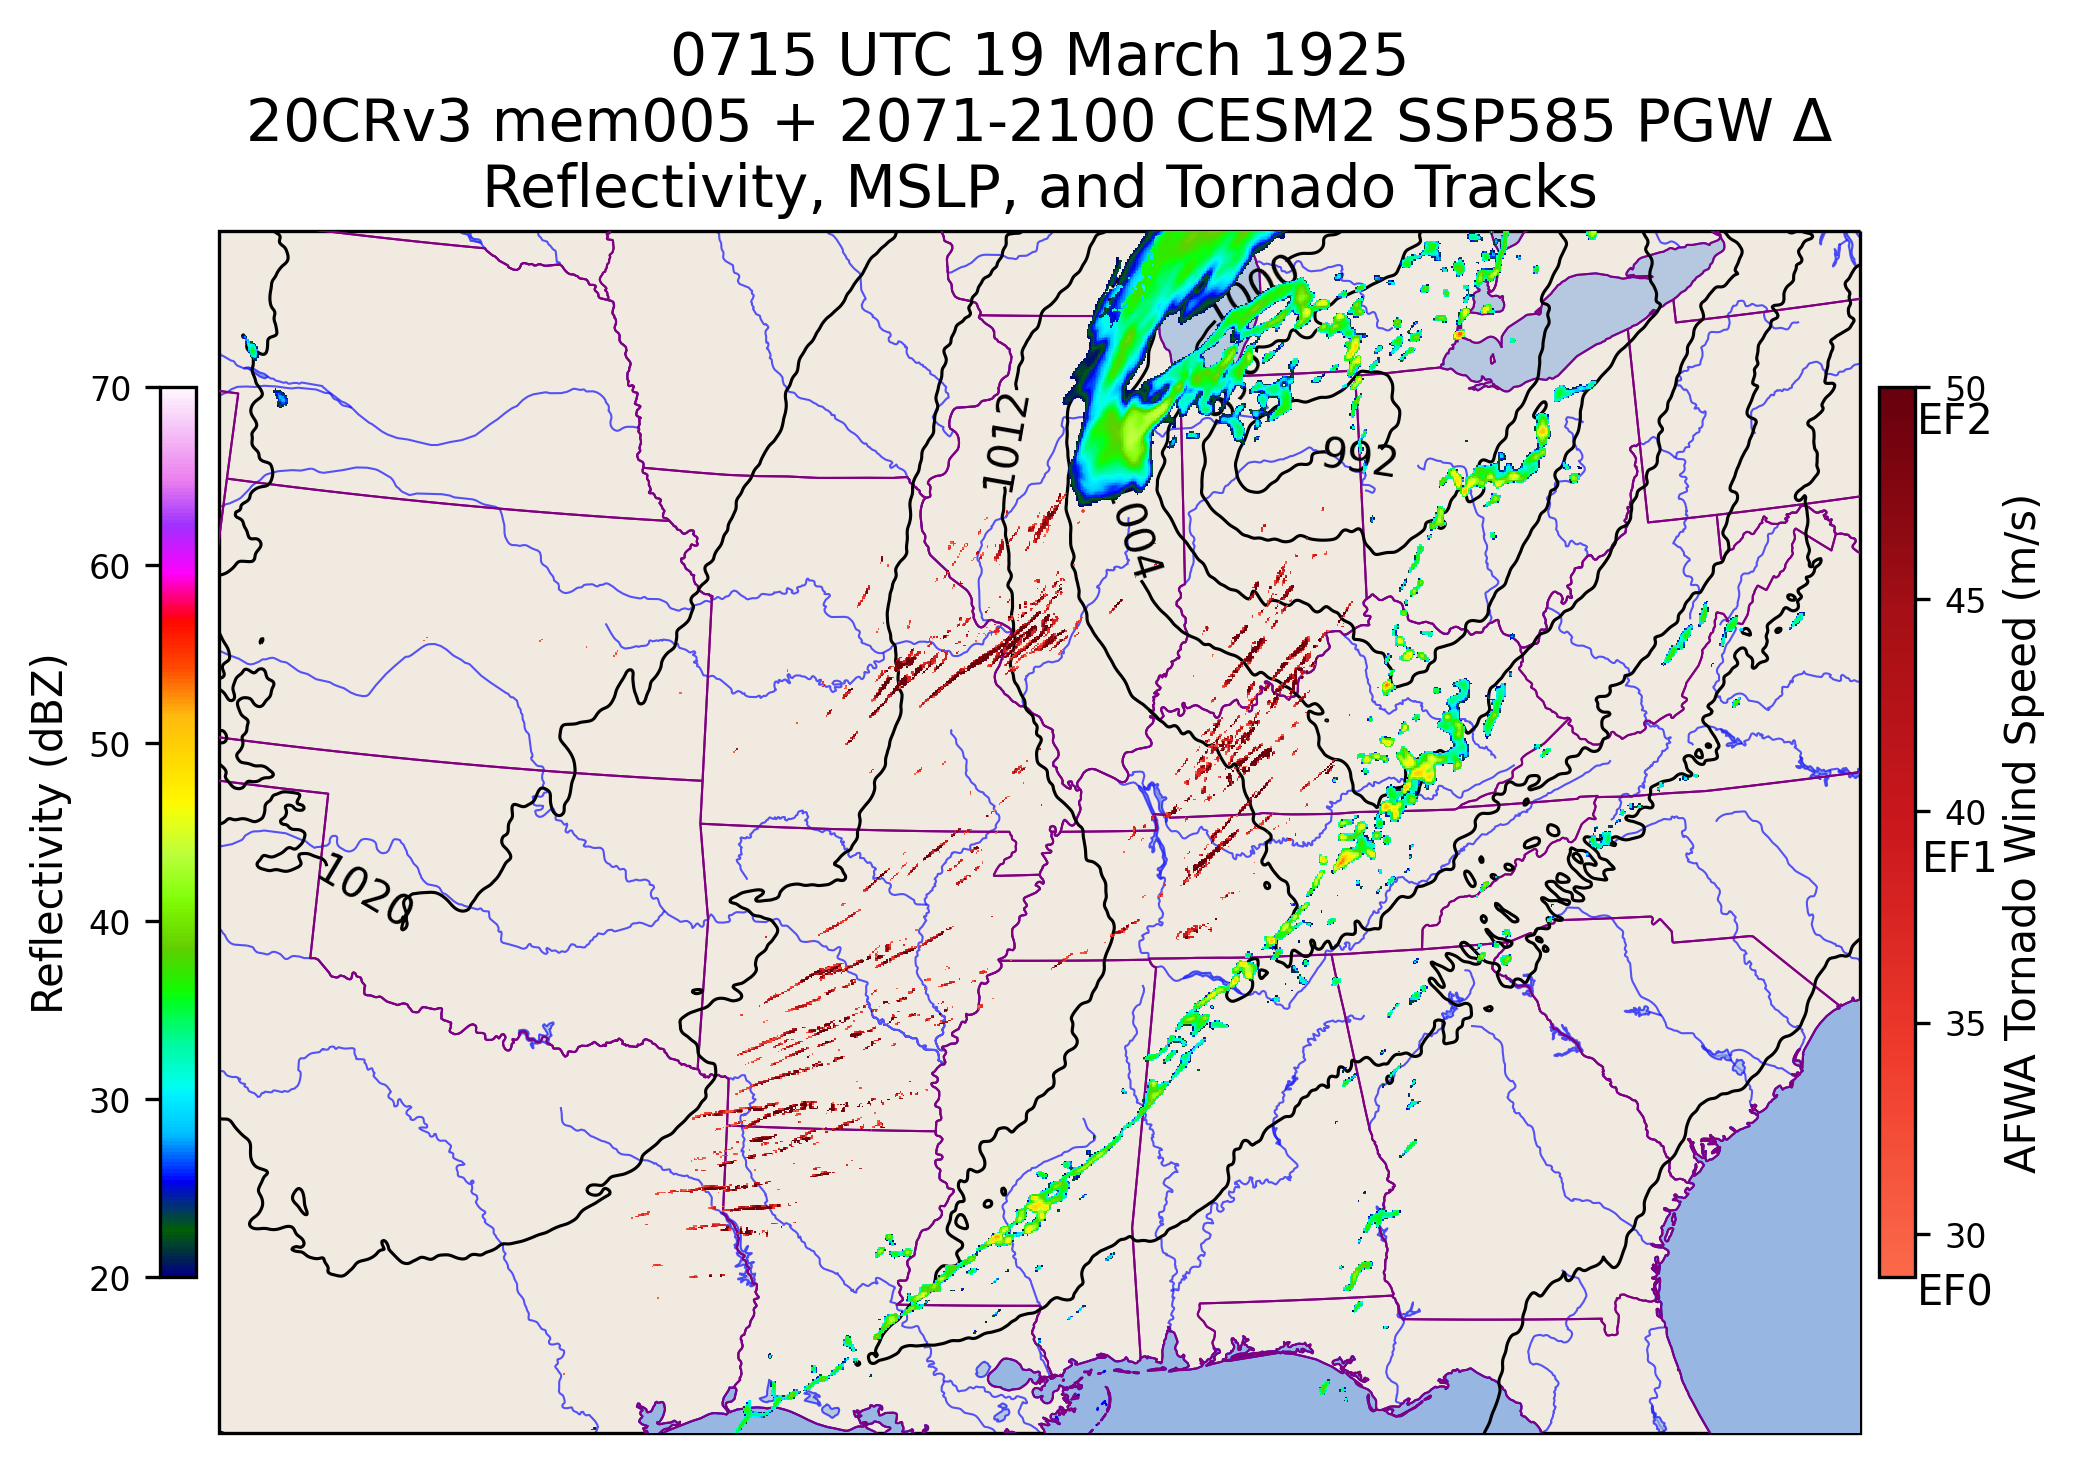 0715 UTC 19 March 1925
20CRv3 mem005 + 2071-2100 CESM2 SSP585 PGW Δ
Reflectivity, MSLP, and Tornado Tracks
Reflectivity (dBZ)
70
60
50
40
30
20
1000
1012
992
004
1020
50
EF2
45
40
EF1
35
30
EF0
AFWA Tornado Wind Speed (m/s)